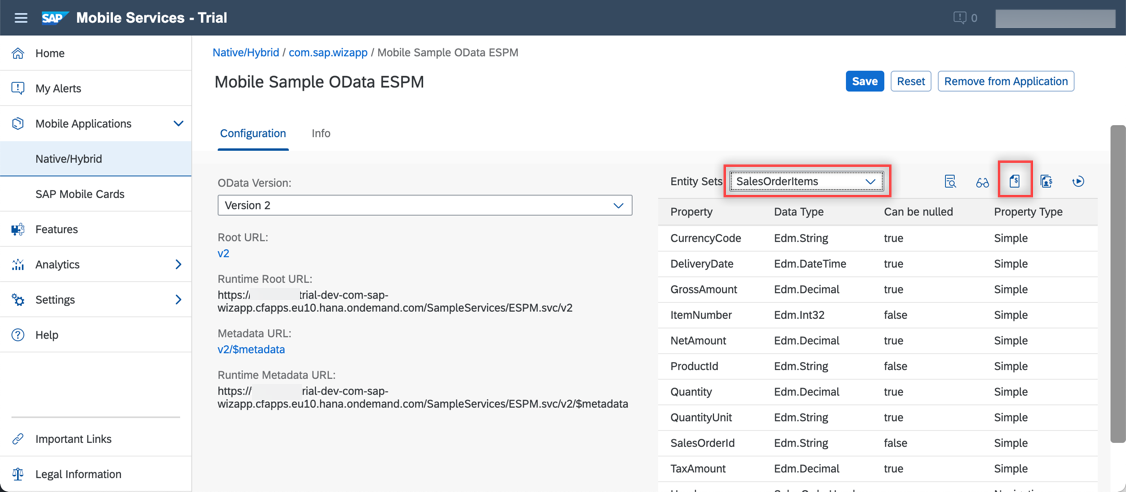 SAP Mobile Services - Trial
0
Home
My Alerts
Mobile Applications
Native/Hybrid
SAP Mobile Cards
Features
Analytics
Settings
Help
Important Links
Legal Information
Native/Hybrid / com.sap.wizapp / Mobile Sample OData ESPM
Mobile Sample OData ESPM
Save Reset Remove from Application
Configuration Info
OData Version:
Version 2
Root URL:
v2
Runtime Root URL:
https:// trial-dev-com-sap-
wizapp.cfapps.eu10.hana.ondemand.com/SampleServices/ESPM.svc/v2
Metadata URL:
v2/$metadata
Runtime Metadata URL:
https:// rial-dev-com-sap-
wizapp.cfapps.eu10.hana.ondemand.com/SampleServices/ESPM.svc/v2/$metadata
Entity Sets SalesOrderItems
Property Data Type Can be nulled Property Type
CurrencyCode Edm.String true Simple
DeliveryDate Edm.DateTime true Simple
GrossAmount Edm.Decimal true Simple
ItemNumber Edm.Int32 false Simple
NetAmount Edm.Decimal true Simple
ProductId Edm.String false Simple
Quantity Edm.Decimal true Simple
QuantityUnit Edm.String true Simple
SalesOrderId Edm.String false Simple
TaxAmount Edm.Decimal true Simple